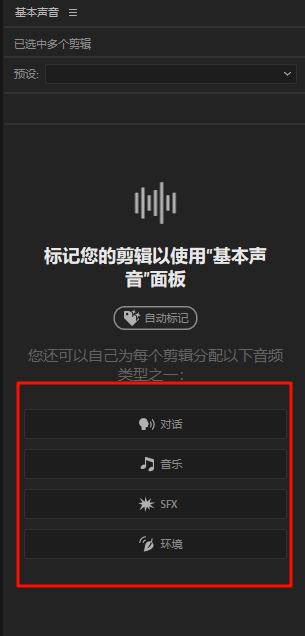 基本声音
已选中多个剪辑
预设:
标记您的剪辑以使用“基本声
音”面板
自动标记
您还可以自己为每个剪辑分配以下音频
类型之一:
对话
音乐
SFX
环境